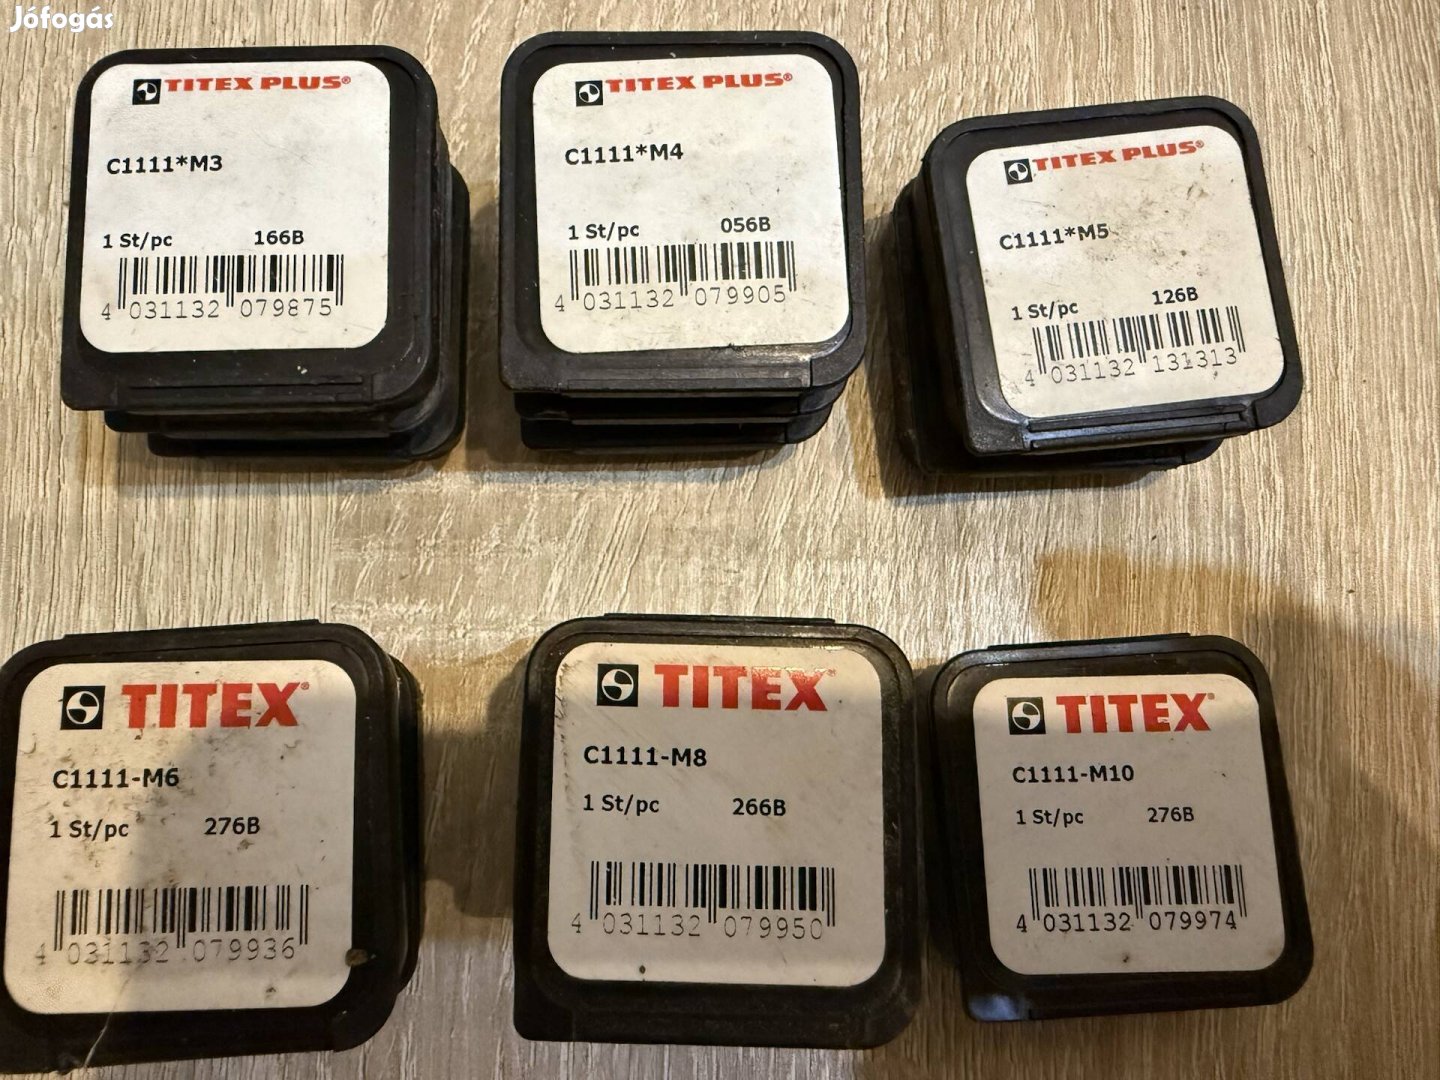 Jófogás
TITEX PLUS®
C1111*M3
1 St/pc 166B
4 031132 079875
TITEX PLUS®
C1111*M4
1 St/pc 056B
4 031132 079905
TITEX PLUS®
C1111*M5
1 St/pc 126B
4 031132 131313
TITEX®
C1111-M6
1 St/pc 276B
4 031132 079936
TITEX
C1111-M8
1 St/pc 266B
4 031132 079950
TITEX®
C1111-M10
1 St/pc 276B
4 031132 079974